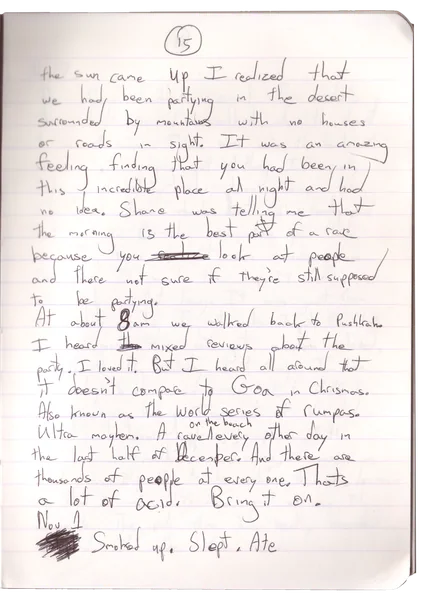 15
the sun came up I realized that
we had been partying in the desert
surrounded by mountains with no houses
or roads in sight. It was an amazing
feeling finding that you had been in
this incredible place all night and had
no idea. Shane was telling me that
the morning is the best part of a rave
because you look at people
and there not sure if they're still supposed
to be partying.
At about 8am we walked back to Pushkahr
I heard mixed reviews about the
party. I loved it. But I heard all around that
it doesn't compare to Goa in Chrismas.
Also known as the world series of rumpas.
on the beach
Ultra mayhem. A rave/every other day in
the last half of December. And there are
thousands of people at every one. Thats
a lot of acid. Bring it on.
Nov 1
Smoked up. Slept. Ate